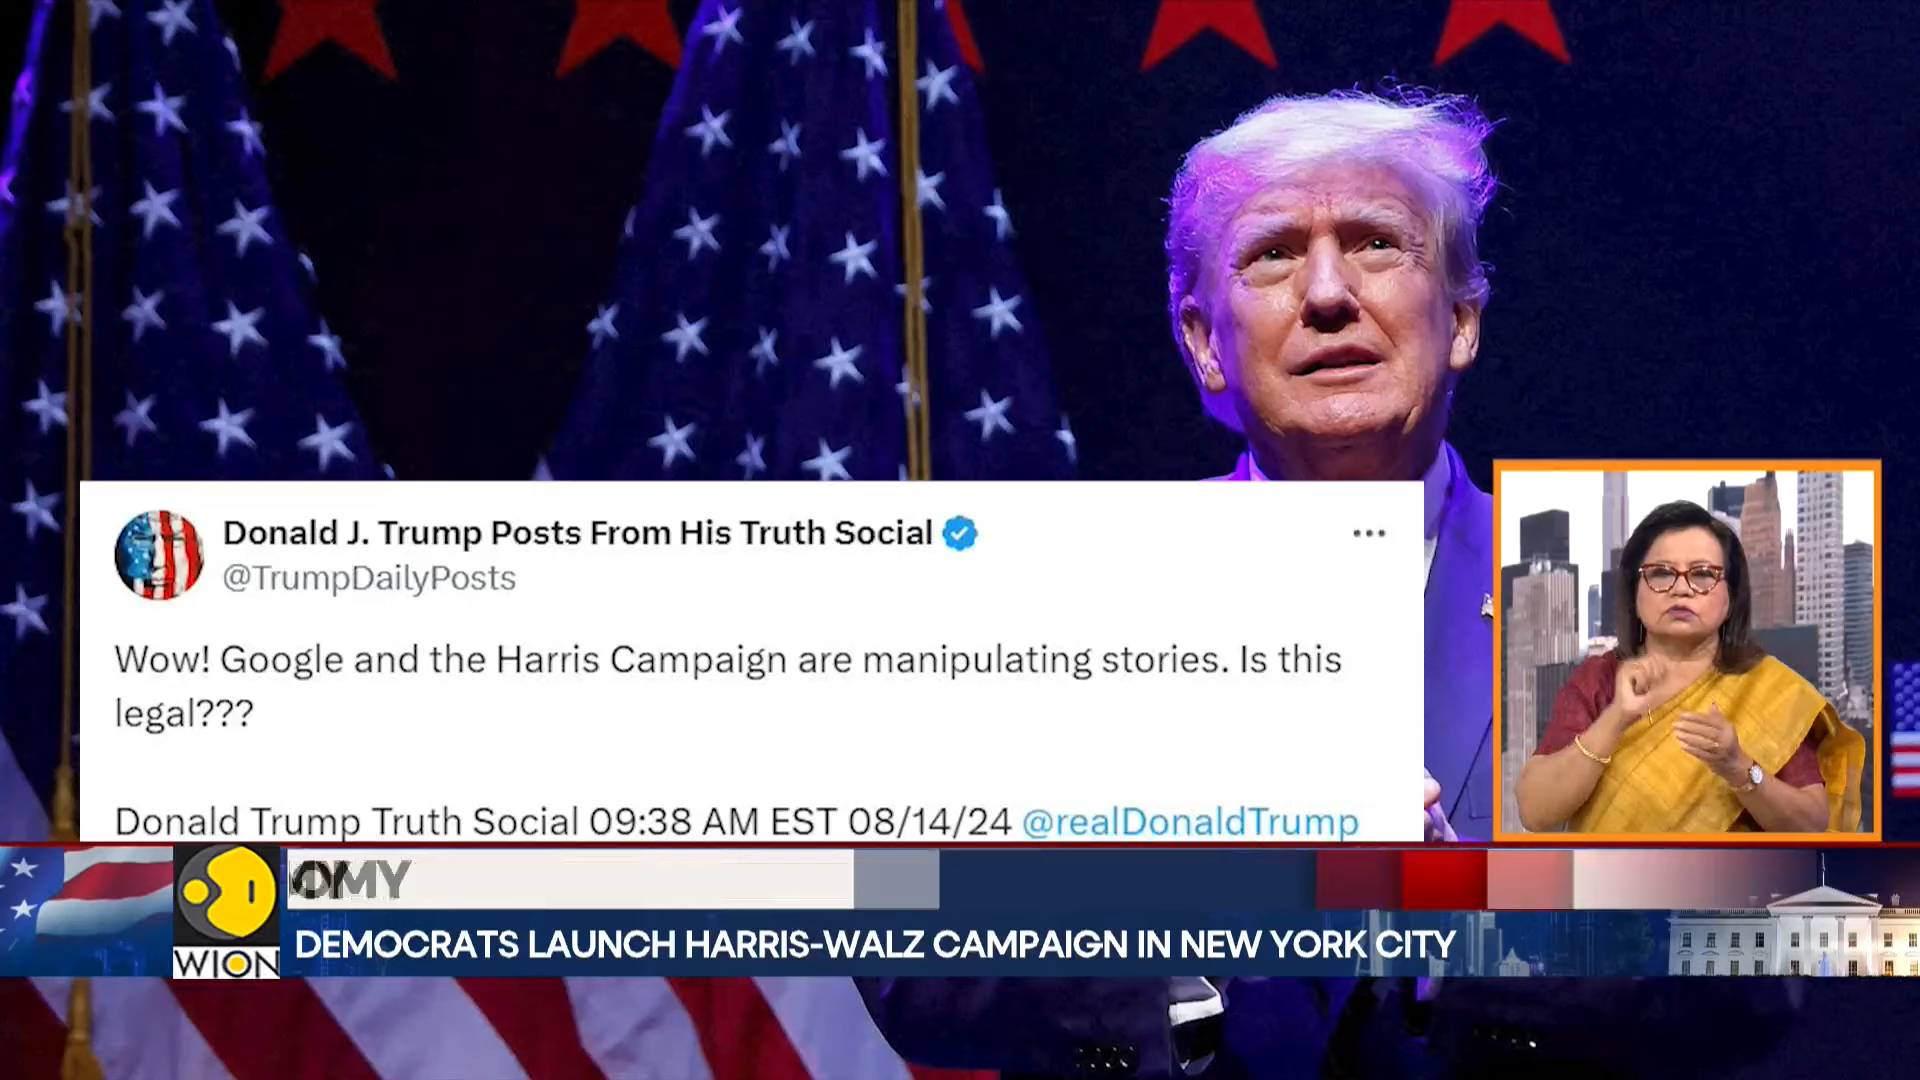 Donald J. Trump Posts From His Truth Social
@TrumpDailyPosts
Wow! Google and the Harris Campaign are manipulating stories. Is this
legal???
Donald Trump Truth Social 09:38 AM EST 08/14/24 @realDonaldTrump
DEMOCRATS LAUNCH HARRIS-WALZ CAMPAIGN IN NEW YORK CITY
WION